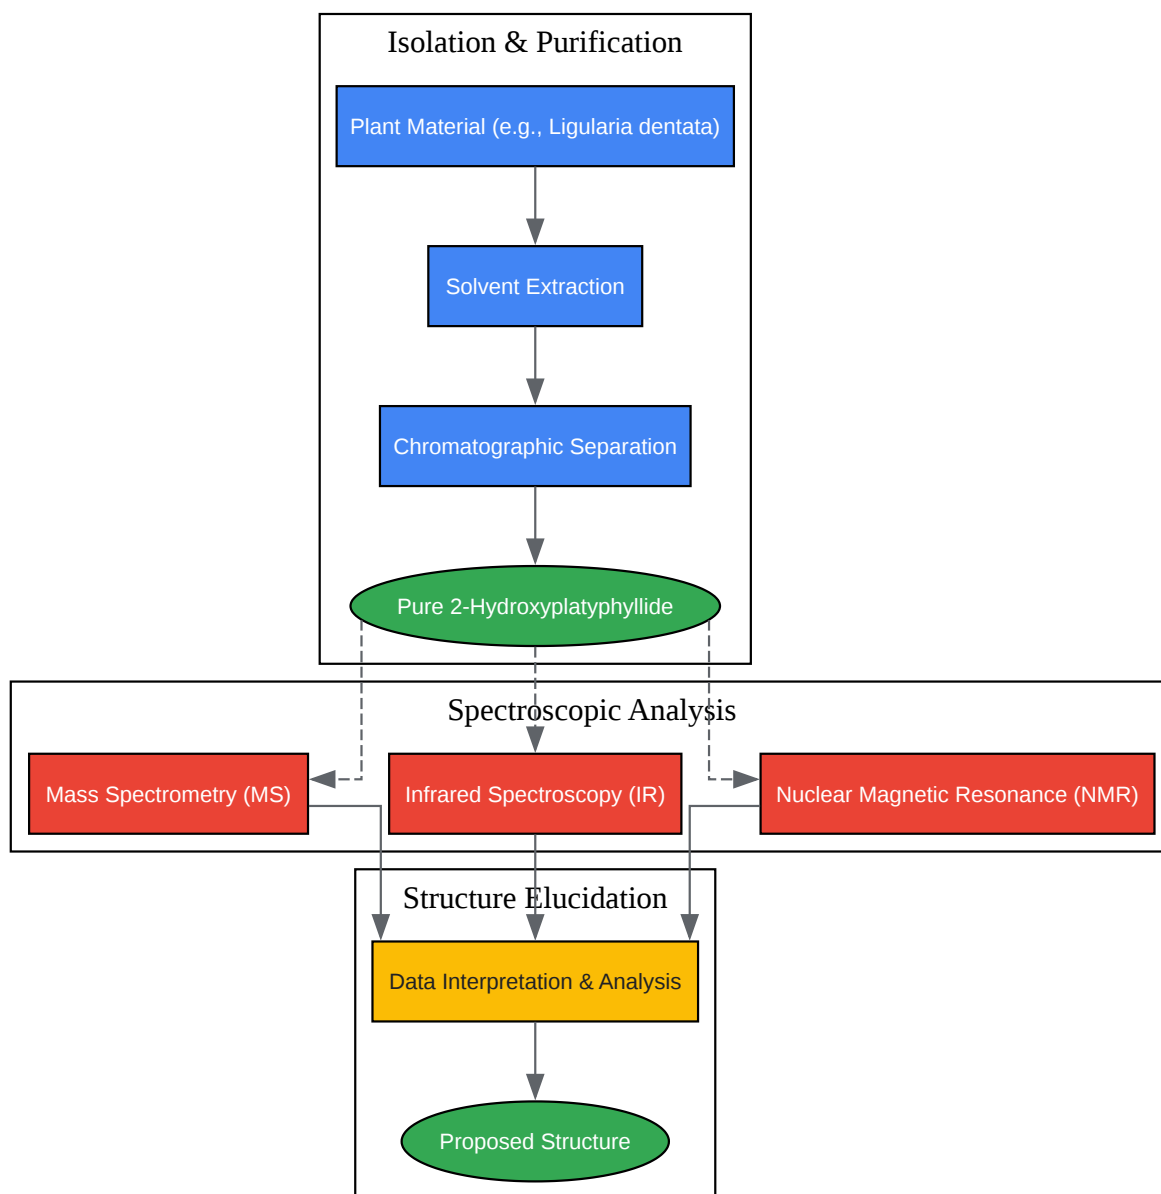 Isolation & Purification
Plant Material (e.g., Ligularia dentata)
Solvent Extraction
Chromatographic Separation
Pure 2-Hydroxyplatyphyllide
Spectroscopic Analysis
Mass Spectrometry (MS)
Infrared Spectroscopy (IR)
Nuclear Magnetic Resonance (NMR)
Structure Elucidation
Data Interpretation & Analysis
Proposed Structure